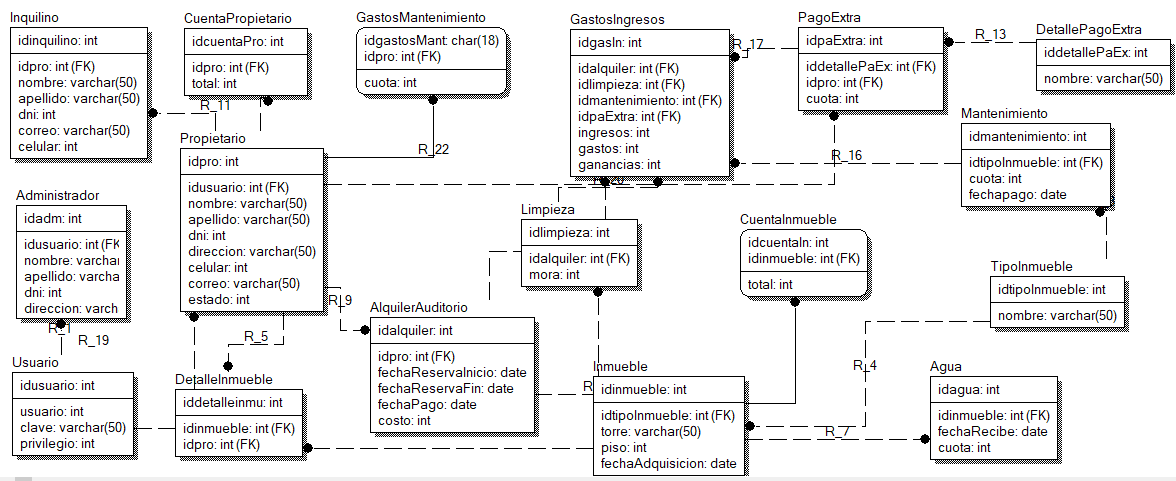 Inquilino
idinquilino: int
idpro: int (FK)
nombre: varchar(50)
apellido: varchar(50)
dni: int
correo: varchar(50)
celular: int
CuentaPropietario
idcuentaPro: int
idpro: int (FK)
total: int
GastosMantenimiento
idgastosMant: char(18)
idpro: int (FK)
cuota: int
GastosIngresos
idgasIn: int
idalquiler: int (FK)
idlimpieza: int (FK)
idmantenimiento: int (FK)
idpaExtra: int (FK)
ingresos: int
gastos: int
ganancias: int
PagoExtra
idpaExtra: int
iddetallePaEx: int (FK)
idpro: int (FK)
cuota: int
DetallePagoExtra
iddetallePaEx: int
nombre: varchar(50)
R_17
R_13
R_11
R_22
R_16
Mantenimiento
idmantenimiento: int
idtipoInmueble: int (FK)
cuota: int
fechapago: date
Propietario
idpro: int
idusuario: int (FK)
nombre: varchar(50)
apellido: varchar(50)
dni: int
direccion: varchar(50)
celular: int
correo: varchar(50)
estado: int
Administrador
idadm: int
idusuario: int (FK
nombre: varcha
apellido: varcha
dni: int
direccion: varch
Limpieza
idlimpieza: int
idalquiler: int (FK)
mora: int
CuentaInmueble
idcuentaIn: int
idinmueble: int (FK)
total: int
TipoInmueble
idtipoInmueble: int
nombre: varchar(50)
R_9
R_1
R_19
R_5
R_4
R_7
AlquilerAuditorio
idalquiler: int
idpro: int (FK)
fechaReservaInicio: date
fechaReservaFin: date
fechaPago: date
costo: int
Usuario
idusuario: int
usuario: int
clave: varchar(50)
privilegio: int
DetalleInmueble
iddetalleinmu: int
idinmueble: int (FK)
idpro: int (FK)
Inmueble
idinmueble: int
idtipoInmueble: int (FK)
torre: varchar(50)
piso: int
fechaAdquisicion: date
Agua
idagua: int
idinmueble: int (FK)
fechaRecibe: date
cuota: int